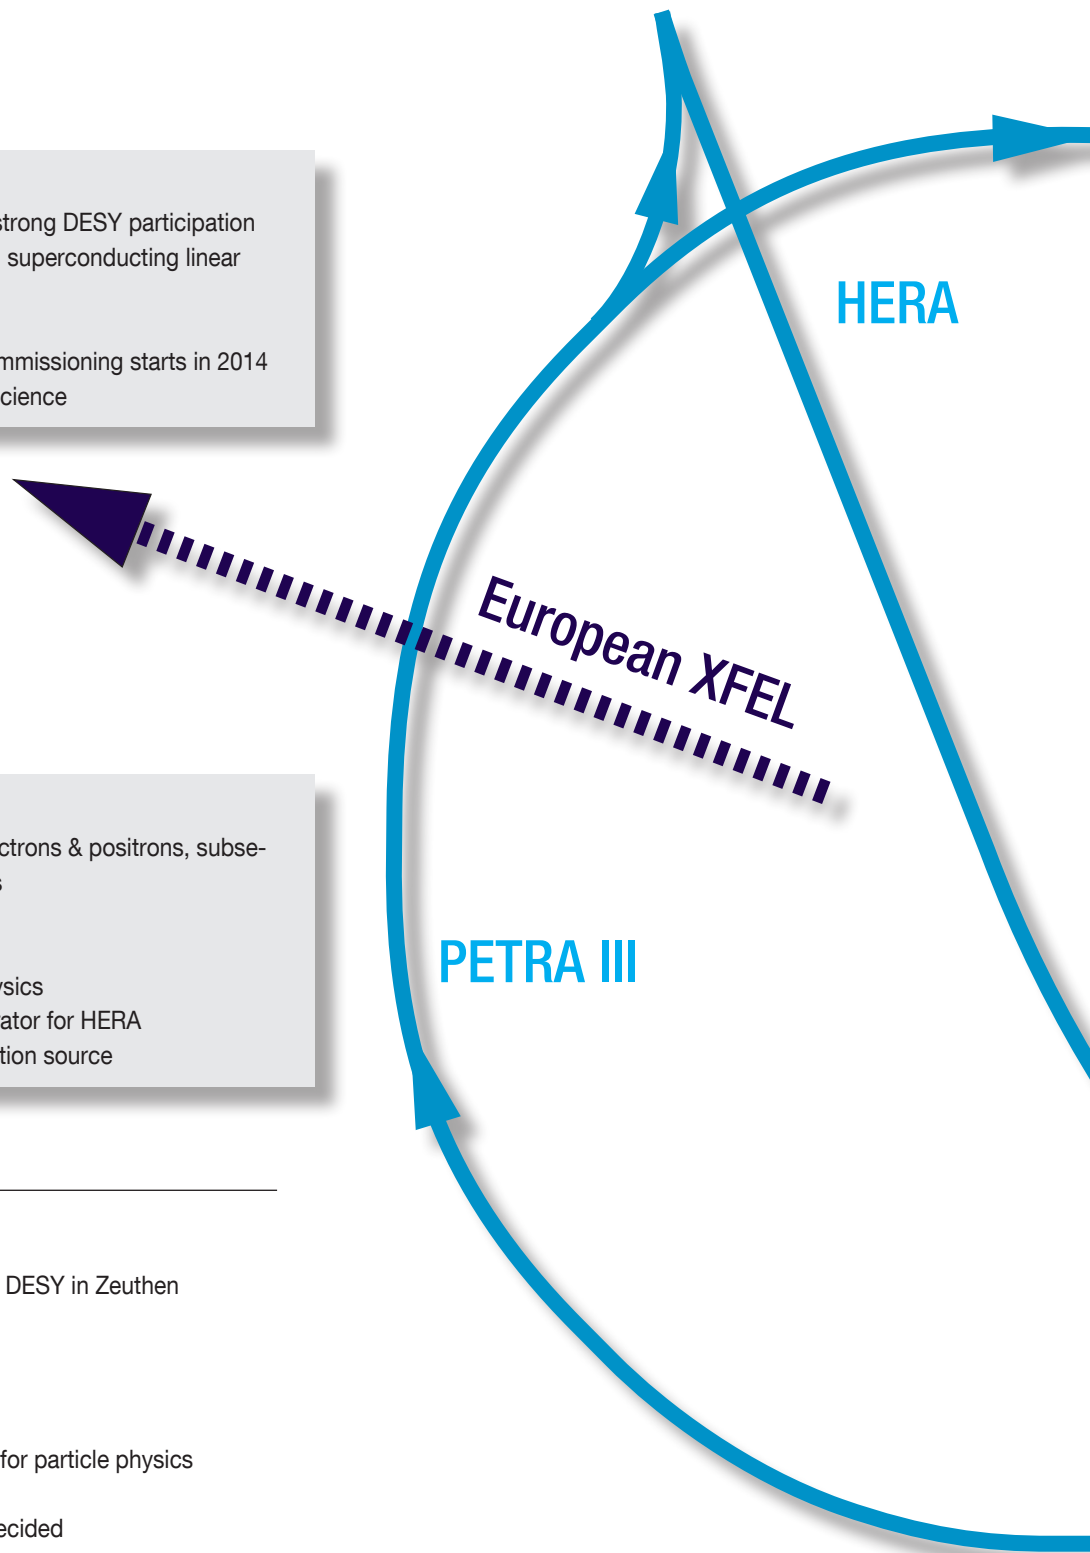 strong DESY participation
superconducting linear
mmissioning starts in 2014
cience
HERA
European XFEL
ctrons & positrons, subse-
s
ysics
ator for HERA
tion source
PETRA III
DESY in Zeuthen
for particle physics
ecided